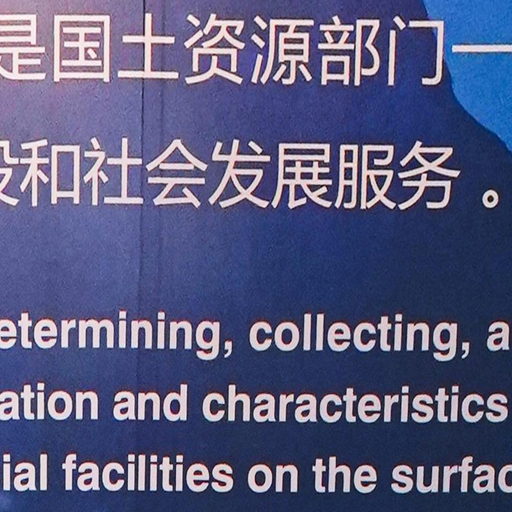 是国土资源部门一
设和社会发展服务。
etermining, collecting, a
ation and characteristics
ial facilities on the surfac